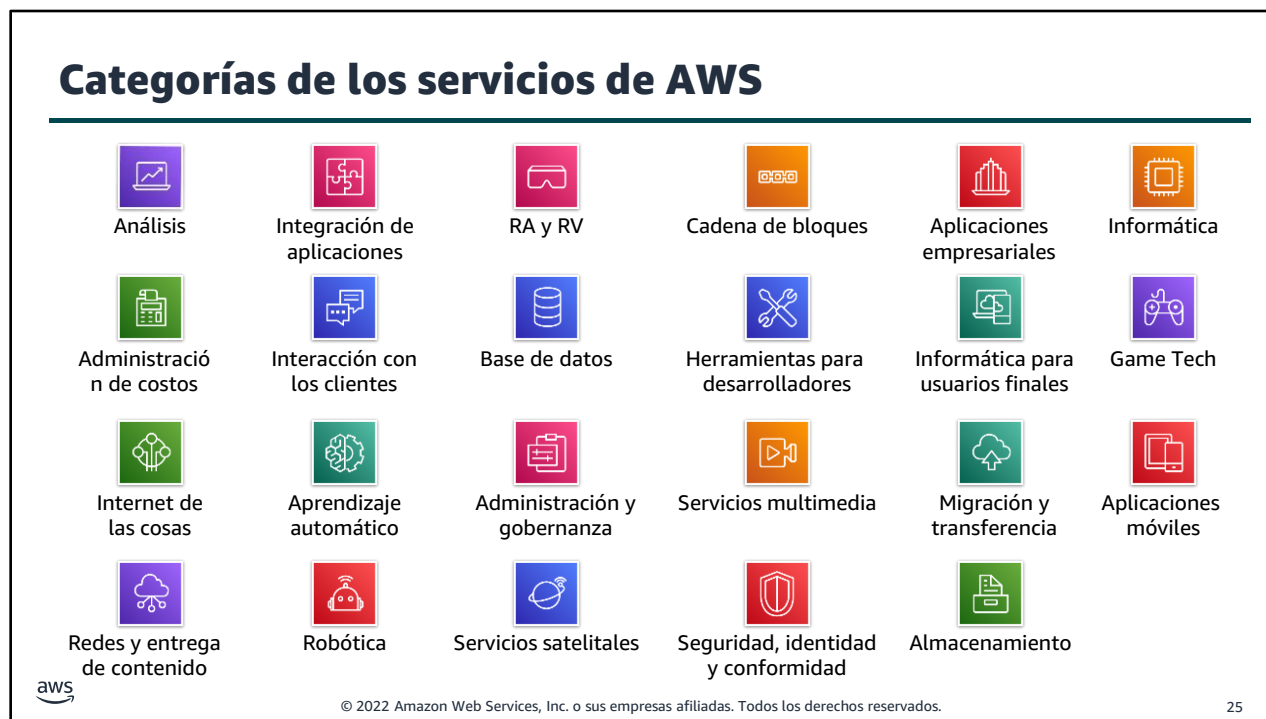 Categorías de los servicios de AWS
Análisis
Integración de
aplicaciones
RA y RV
Cadena de bloques
Aplicaciones
empresariales
Informática
Administració
n de costos
Interacción con
los clientes
Base de datos
Herramientas para
desarrolladores
Informática para
usuarios finales
Game Tech
Internet de
las cosas
Aprendizaje
automático
Administración y
gobernanza
Servicios multimedia
Migración y
transferencia
Aplicaciones
móviles
Redes y entrega
de contenido
Robótica
Servicios satelitales
Seguridad, identidad
y conformidad
Almacenamiento
aws
© 2022 Amazon Web Services, Inc. o sus empresas afiliadas. Todos los derechos reservados.
25